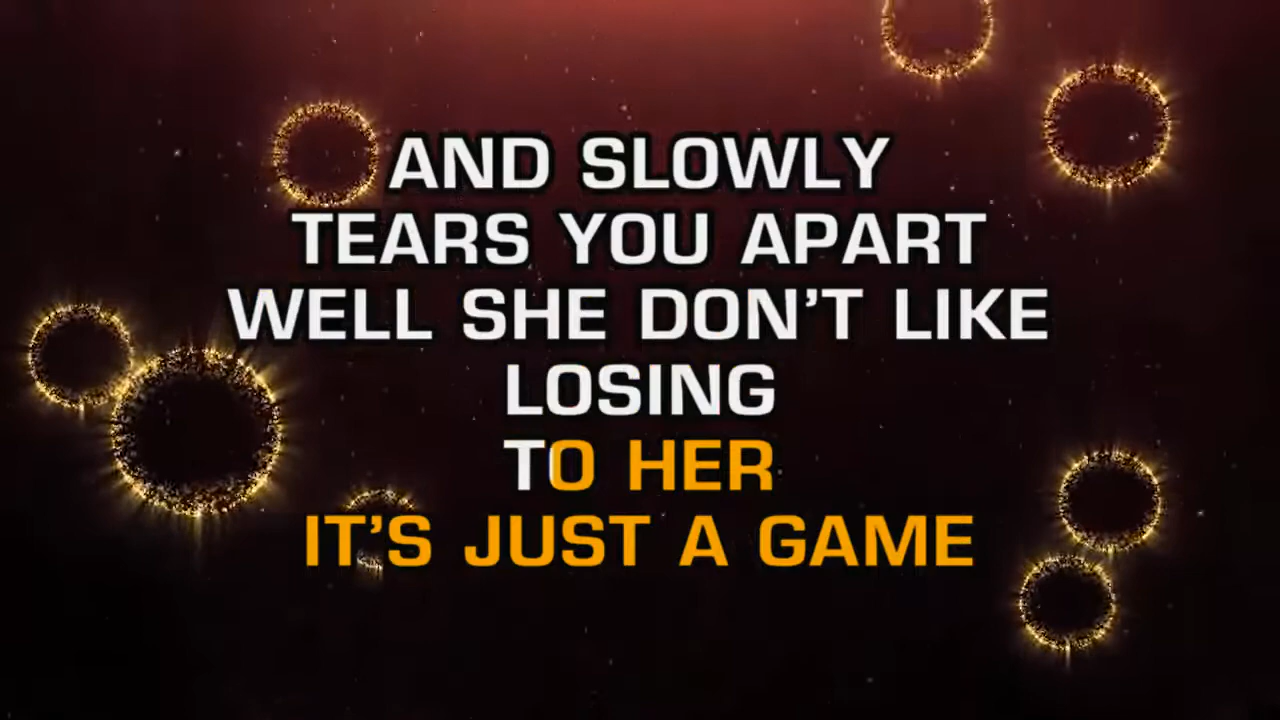 AND SLOWLY
TEARS YOU APART
WELL SHE DON’T LIKE
LOSING
TO HER
IT’S JUST A GAME